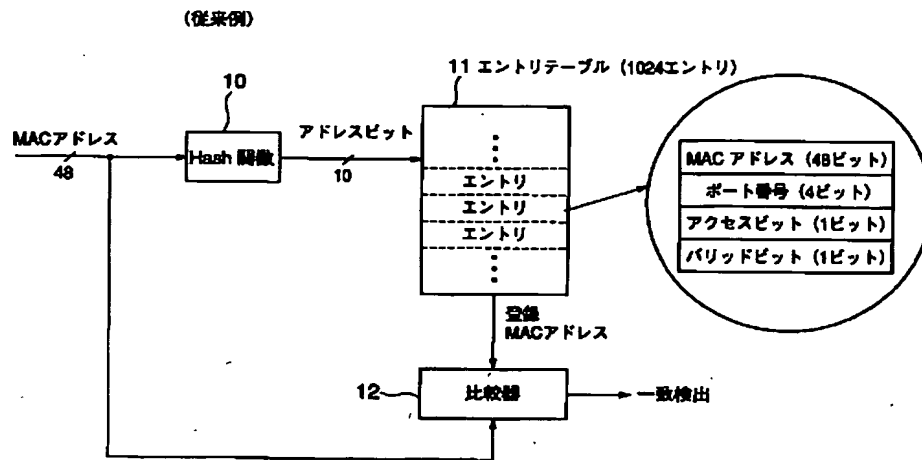 （従来例）
11 エントリテーブル（1024エントリ）
10
MACアドレス
48
Hash 関数
アドレスビット
10
エントリ
エントリ
エントリ
MAC アドレス（48ビット）
ポート番号（4ビット）
アクセスビット（1ビット）
バリッドビット（1ビット）
登録
MACアドレス
12
比較器
一致検出